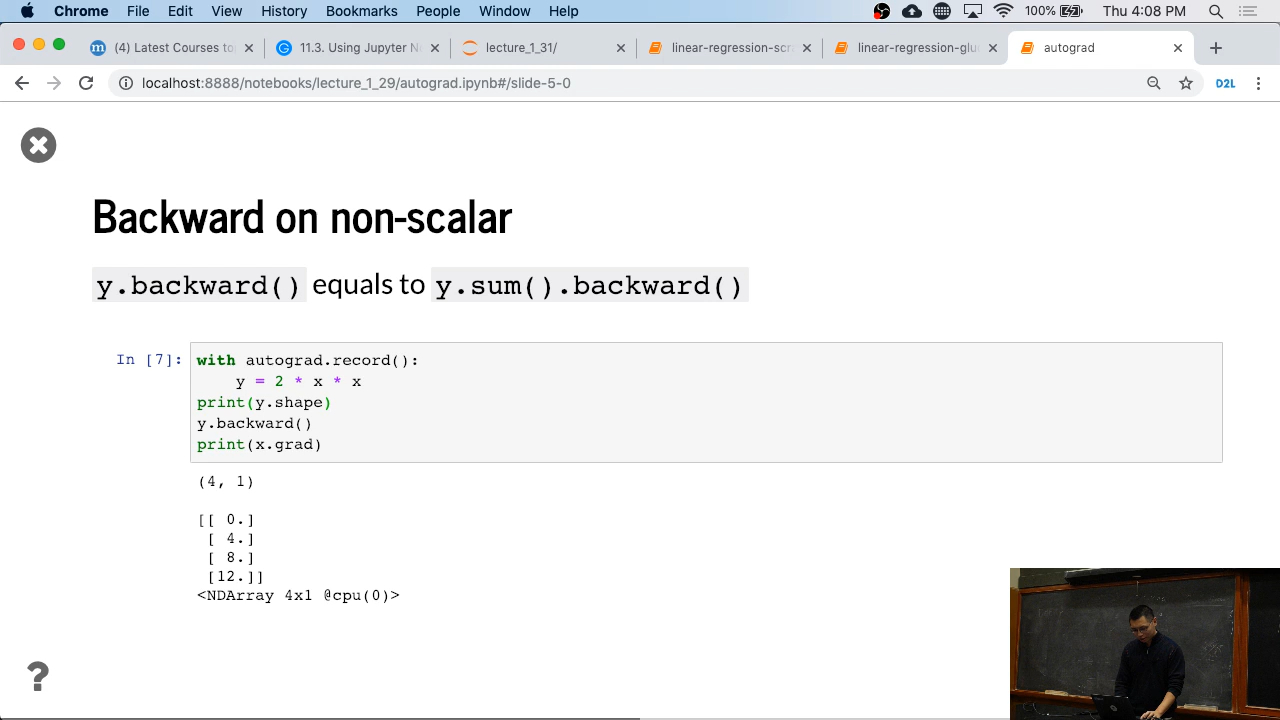 Chrome File Edit View History Bookmarks People Window Help 100% Thu 4:08 PM
(4) Latest Courses to 11.3. Using Jupyter N lecture_1_31/ linear-regression-scr linear-regression-glu autograd
localhost:8888/notebooks/lecture_1_29/autograd.ipynb#/slide-5-0 D2L
Backward on non-scalar
y.backward() equals to y.sum().backward()
In [7]: with autograd.record():
y = 2 * x * x
print(y.shape)
y.backward()
print(x.grad)
(4, 1)
[[ 0.]
[ 4.]
[ 8.]
[12.]]
<NDArray 4x1 @cpu(0)>
?